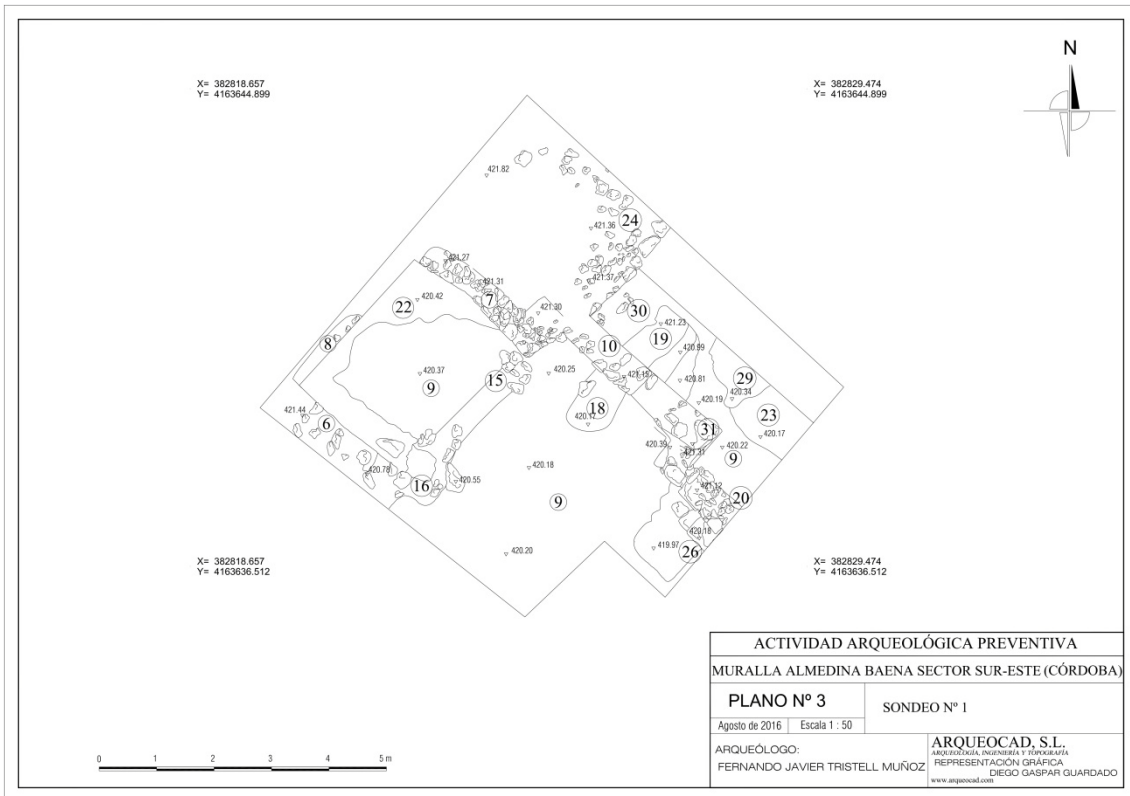 N
X= 382818.657
Y= 4163644.899
X= 382829.474
Y= 4163644.899
421.82
24
421.36
421.27
421.37
421.31
7
420.42
22
421.30
30
421.23
19
8
10
420.99
420.37
9
15
420.25
421.15
420.81
29
420.34
18
420.19
23
421.44
6
420.17
31
420.17
420.39
421.31
420.22
9
420.78
16
420.55
420.18
421.12
20
9
420.18
419.97
26
420.20
X= 382818.657
Y= 4163636.512
X= 382829.474
Y= 4163636.512
ACTIVIDAD ARQUEOLÓGICA PREVENTIVA
MURALLA ALMEDINA BAENA SECTOR SUR-ESTE (CÓRDOBA)
PLANO Nº 3
SONDEO Nº 1
Agosto de 2016
Escala 1 : 50
ARQUEÓLOGO:
FERNANDO JAVIER TRISTELL MUÑOZ
ARQUEOCAD, S.L.
ARQUEOLOGÍA, INGENIERÍA Y TOPOGRAFÍA
REPRESENTACIÓN GRÁFICA
DIEGO GASPAR GUARDADO
www.arqueocad.com
0 1 2 3 4 5 m